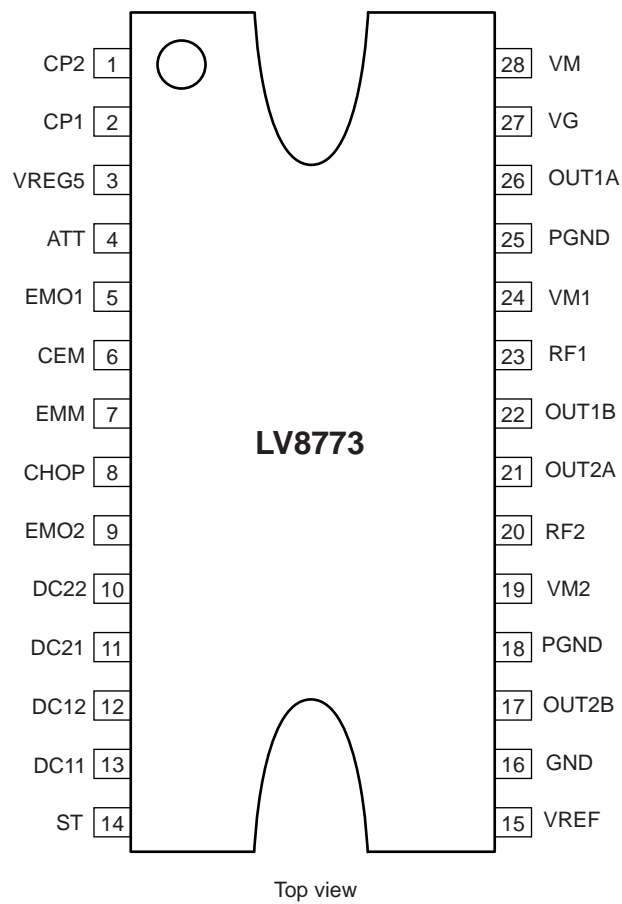 CP2 1 28 VM
CP1 2 27 VG
VREG5 3 26 OUT1A
ATT 4 25 PGND
EMO1 5 24 VM1
CEM 6 23 RF1
EMM 7 22 OUT1B
LV8773
CHOP 8 21 OUT2A
EMO2 9 20 RF2
DC22 10 19 VM2
DC21 11 18 PGND
DC12 12 17 OUT2B
DC11 13 16 GND
ST 14 15 VREF
Top view